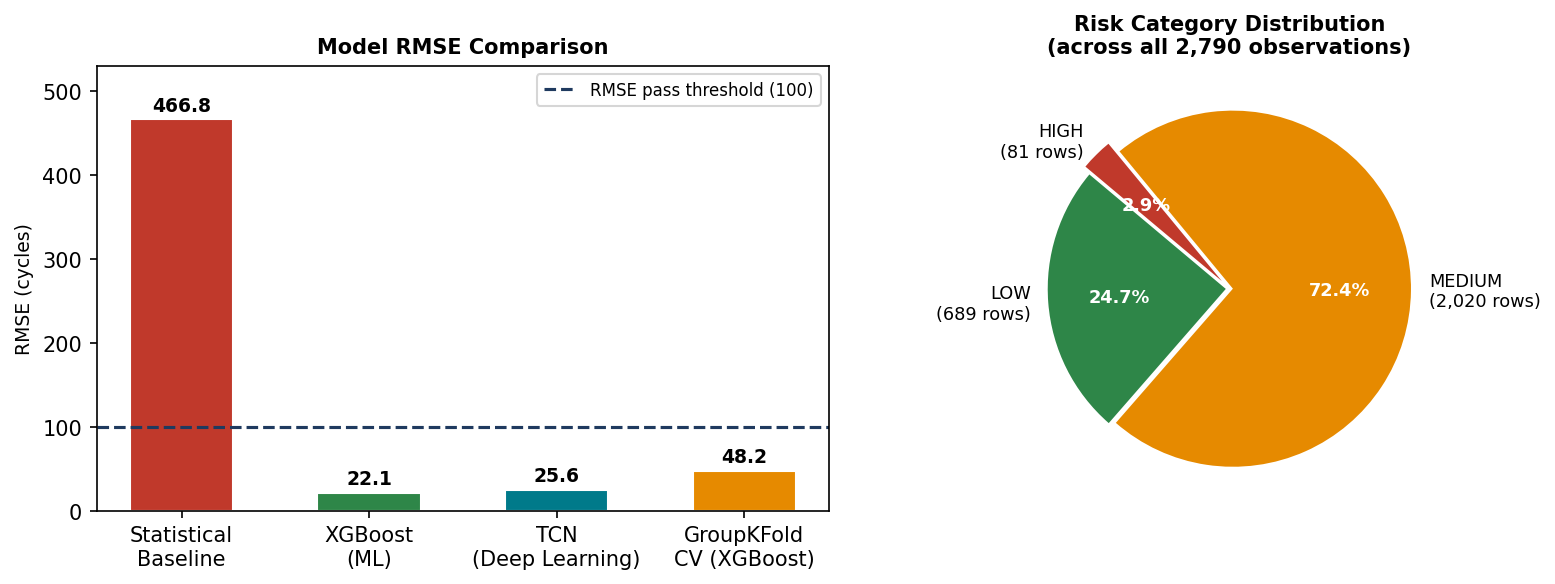 Model RMSE Comparison
RMSE (cycles)
500
400
300
200
100
0
RMSE pass threshold (100)
466.8
22.1
25.6
48.2
Statistical
Baseline
XGBoost
(ML)
TCN
(Deep Learning)
GroupKFold
CV (XGBoost)
Risk Category Distribution
(across all 2,790 observations)
HIGH
(81 rows)
2.9%
LOW
(689 rows)
24.7%
72.4%
MEDIUM
(2,020 rows)